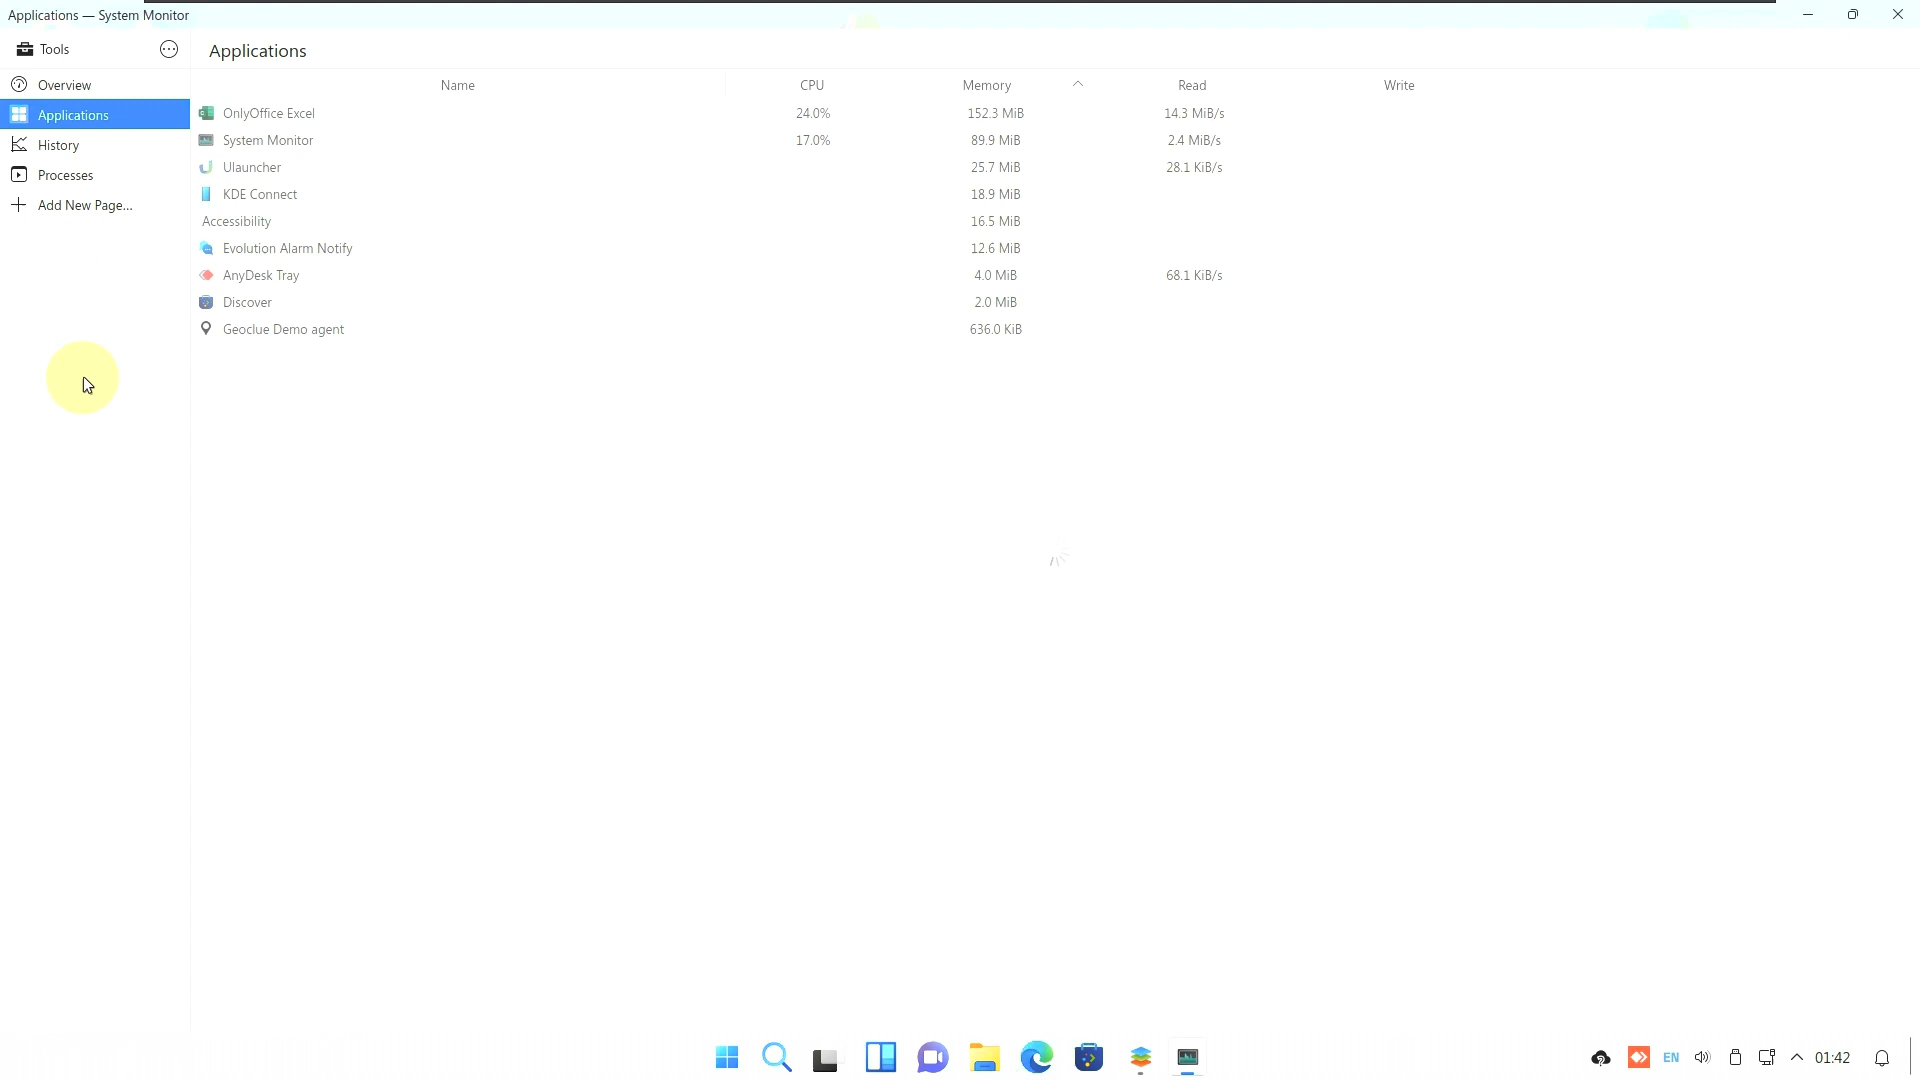 Applications — System Monitor
Tools
Applications
Overview
Applications
History
Processes
Add New Page...
Name CPU Memory Read Write
OnlyOffice Excel 24.0% 152.3 MiB 14.3 MiB/s
System Monitor 17.0% 89.9 MiB 2.4 MiB/s
Ulauncher 25.7 MiB 28.1 KiB/s
KDE Connect 18.9 MiB
Accessibility 16.5 MiB
Evolution Alarm Notify 12.6 MiB
AnyDesk Tray 4.0 MiB 68.1 KiB/s
Discover 2.0 MiB
Geoclue Demo agent 636.0 KiB
EN 01:42